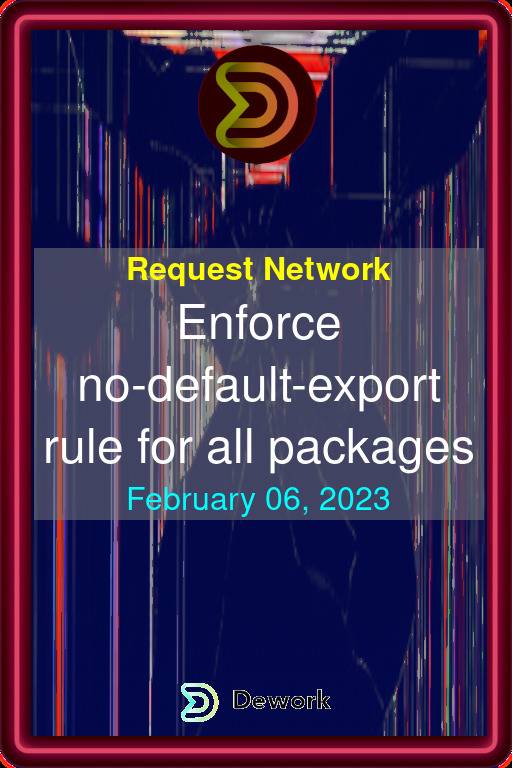 Request Network
Enforce
no-default-export
rule for all packages
February 06, 2023
Dework